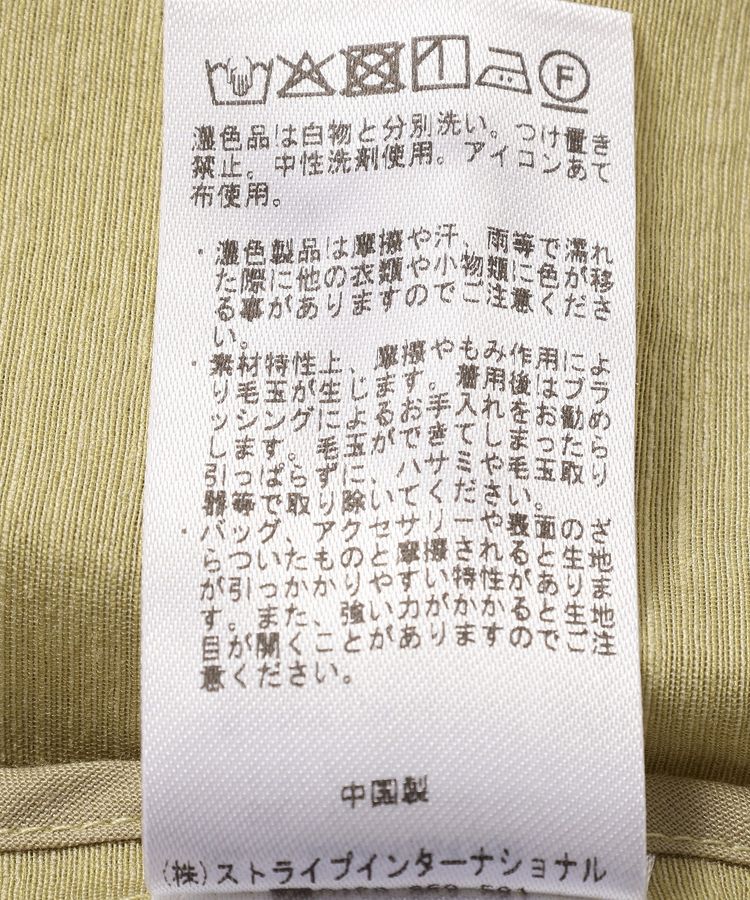 F
濃色品は白物と分別洗い。つけ置き
禁止。中性洗剤使用。アイロンあて
布使用。
・濃色製品は摩擦や汗、雨等で濡れ
た際に他の衣類や小物類に色が移
る事がありますのでご注意くださ
い。
・素材特性上、摩擦や揉み作用によ
り毛玉が生じます。着用後はブラ
ッシングによるお手入れをお勧め
します。毛玉ができてしまったら
引っぱらずに、ハサミや毛玉取り
器等で取り除いてください。
・バッグ、アクセサリーや表面のざ
らついたものと摩擦されると生地
が引っかかりやすい特性がありま
す。また、強い力がかかるので生地
目が開くことがありますのでご注
意ください。
中国製
(株)ストライプインターナショナル